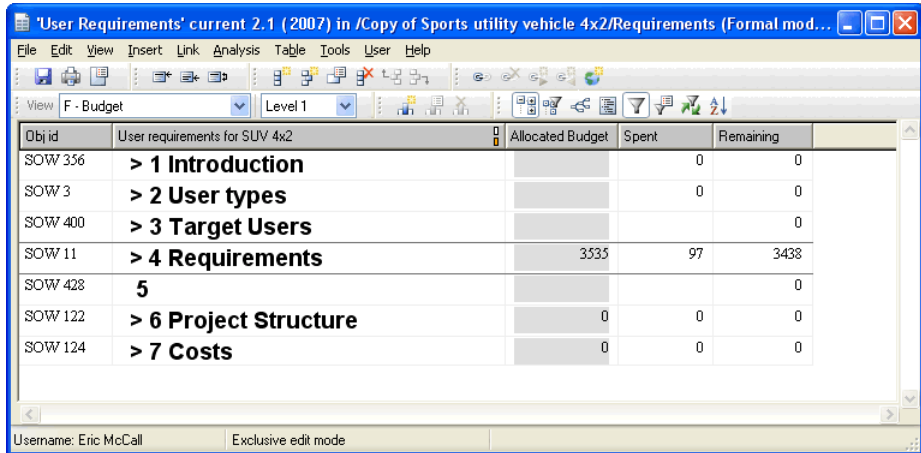 'User Requirements' current 2.1 (2007) in /Copy of Sports utility vehicle 4x2/Requirements (Formal mod...
File Edit View Insert Link Analysis Table Tools User Help
View F - Budget Level 1
Obj id User requirements for SUV 4x2 Allocated Budget Spent Remaining
SOW 356 > 1 Introduction 0 0
SOW 3 > 2 User types 0 0
SOW 400 > 3 Target Users 0
SOW 11 > 4 Requirements 3535 97 3438
SOW 428 5 0
SOW 122 > 6 Project Structure 0 0 0
SOW 124 > 7 Costs 0 0 0
Username: Eric McCall Exclusive edit mode